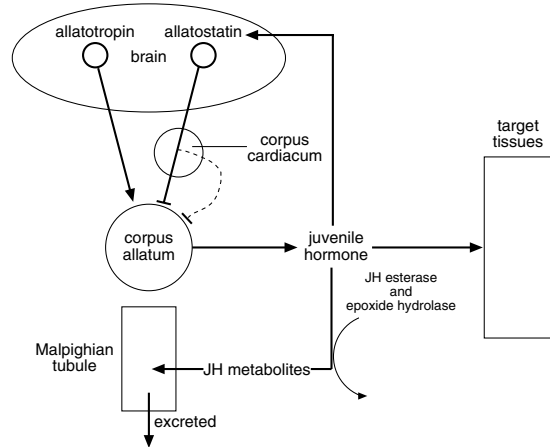 allatotropin
allatostatin
brain
corpus
cardiacum
target
tissues
corpus
allatum
juvenile
hormone
JH esterase
and
epoxide hydrolase
Malpighian
tubule
JH metabolites
excreted